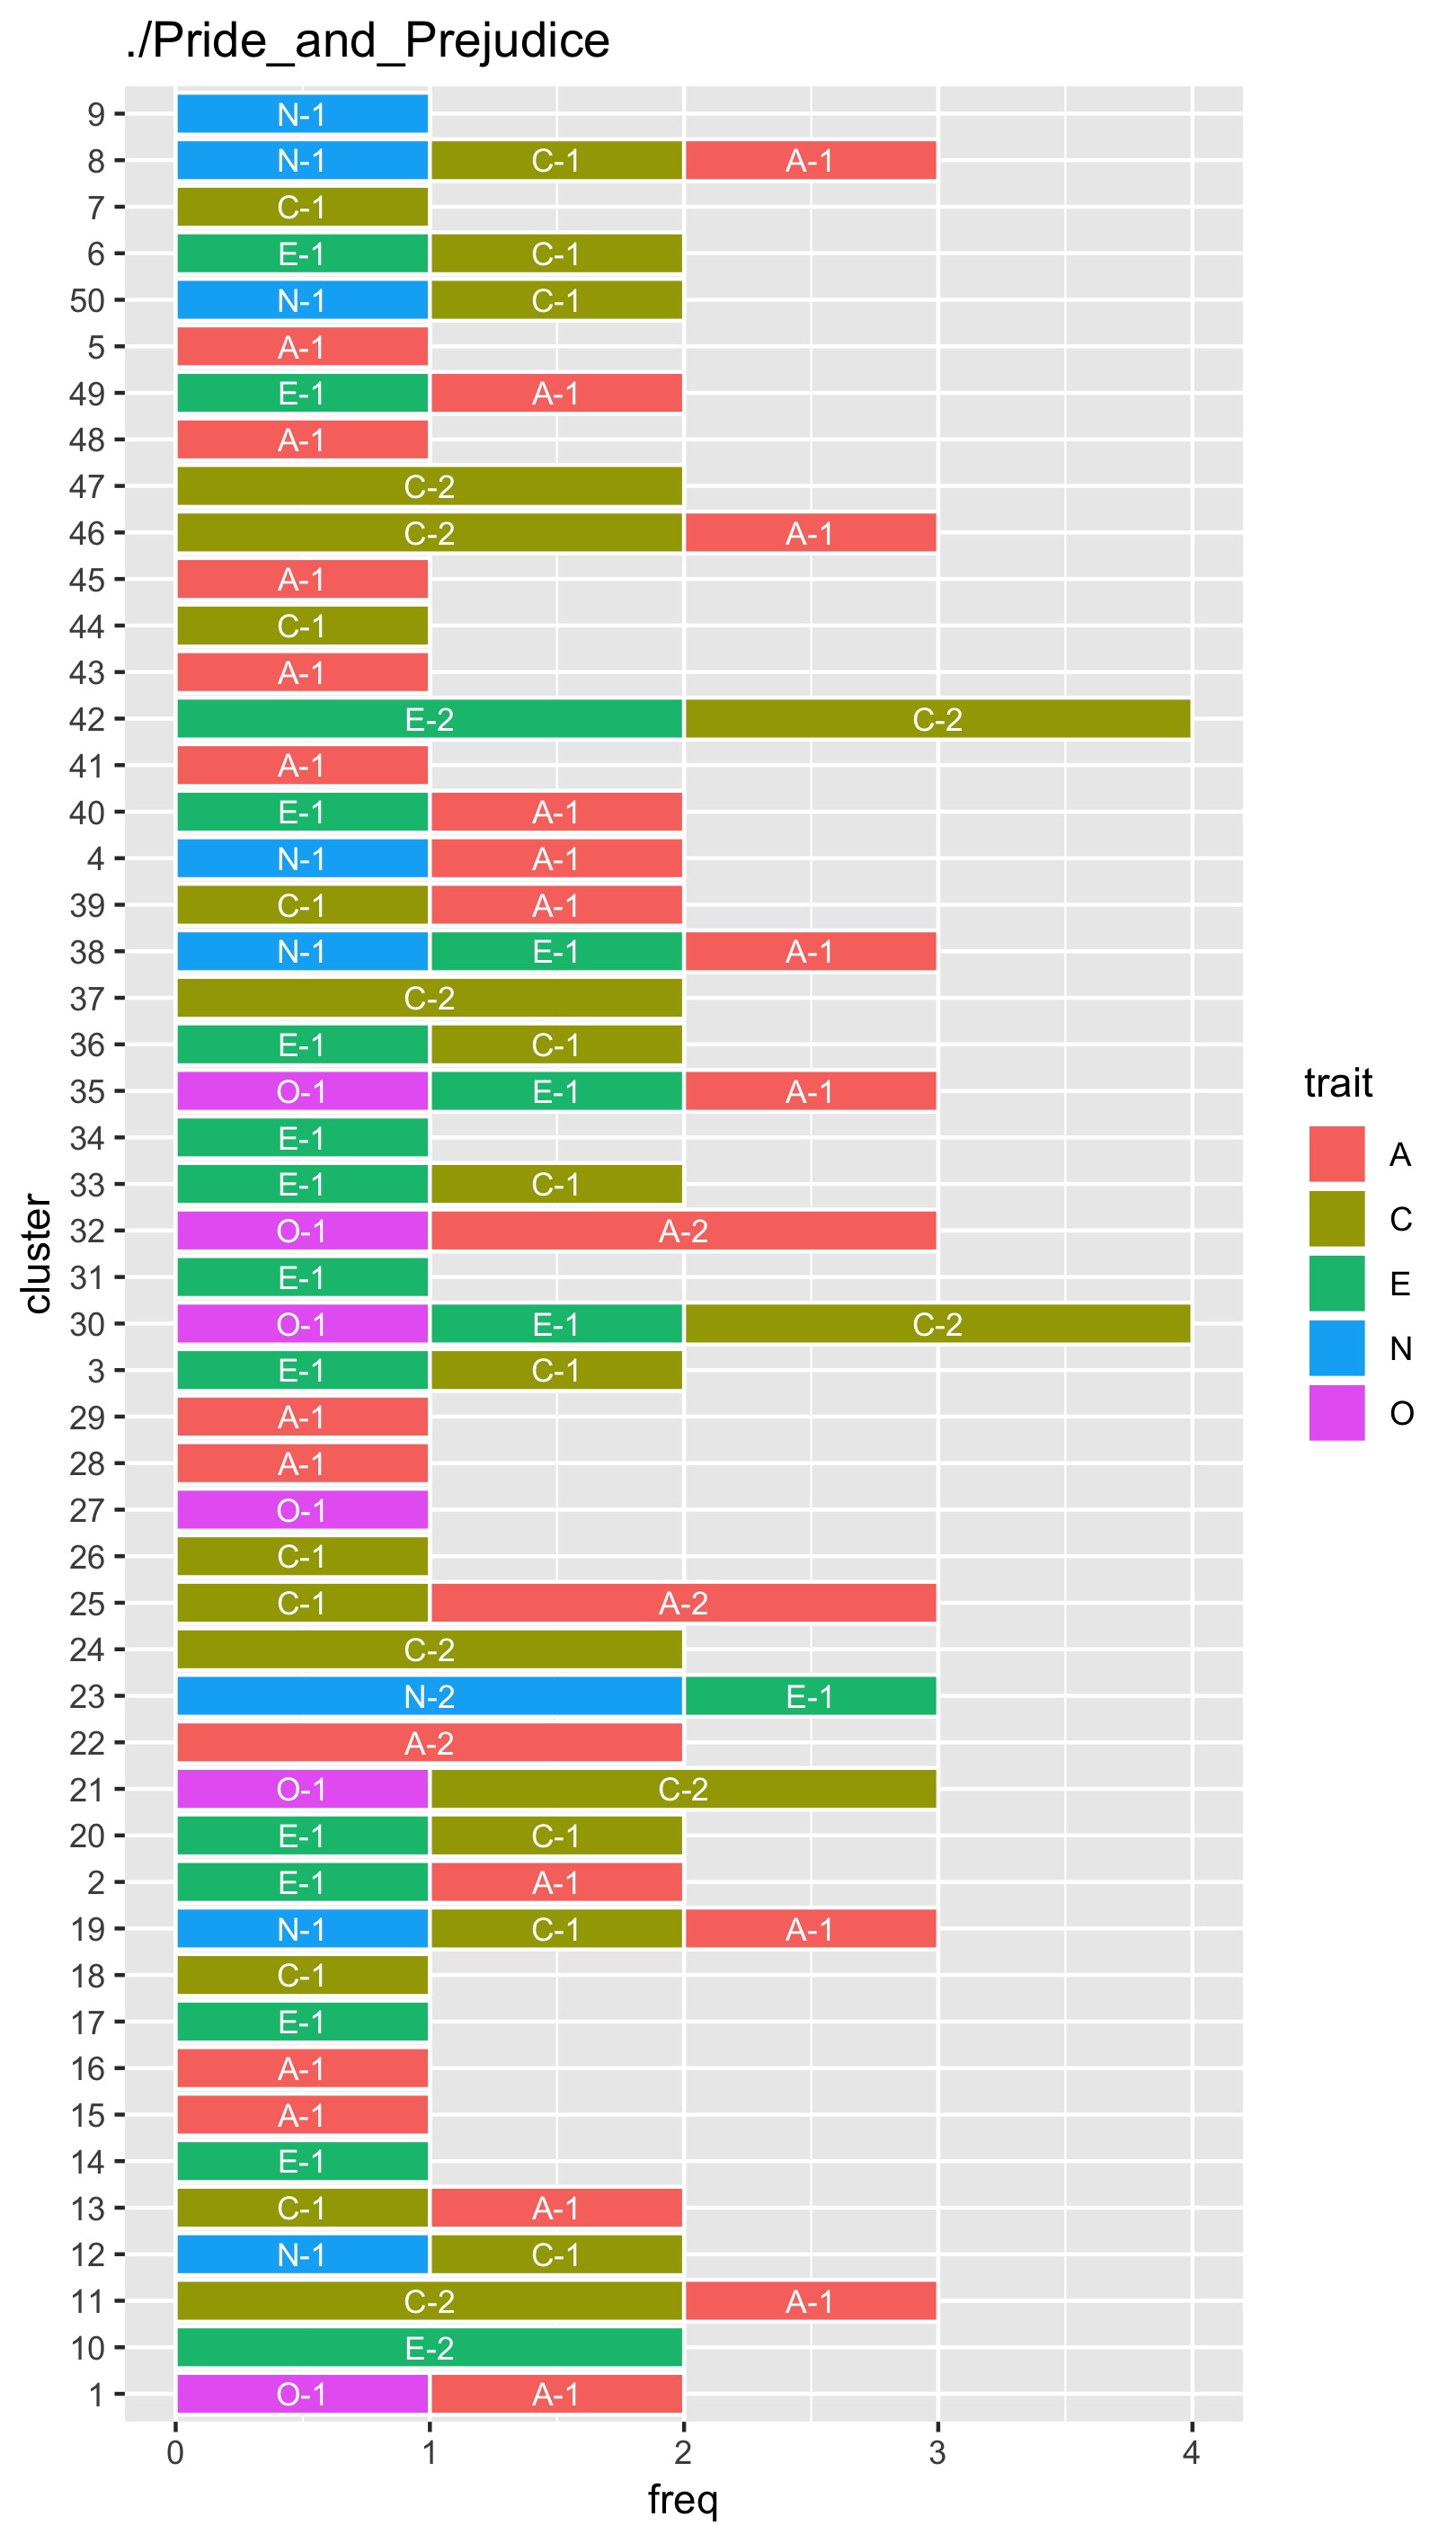 ./Pride_and_Prejudice
9 N-1
8 N-1 C-1 A-1
7 C-1
6 E-1 C-1
50 N-1 C-1
5 A-1
49 E-1 A-1
48 A-1
47 C-2
46 C-2 A-1
45 A-1
44 C-1
43 A-1
42 E-2 C-2
41 A-1
40 E-1 A-1
4 N-1 A-1
39 C-1 A-1
38 N-1 E-1 A-1
37 C-2
36 E-1 C-1
35 O-1 E-1 A-1
34 E-1
33 E-1 C-1
32 O-1 A-2
31 E-1
30 O-1 E-1 C-2
3 E-1 C-1
29 A-1
28 A-1
27 O-1
26 C-1
25 C-1 A-2
24 C-2
23 N-2 E-1
22 A-2
21 O-1 C-2
20 E-1 C-1
2 E-1 A-1
19 N-1 C-1 A-1
18 C-1
17 E-1
16 A-1
15 A-1
14 E-1
13 C-1 A-1
12 N-1 C-1
11 C-2 A-1
10 E-2
1 O-1 A-1
0 1 2 3 4
freq
cluster
trait
A
C
E
N
O